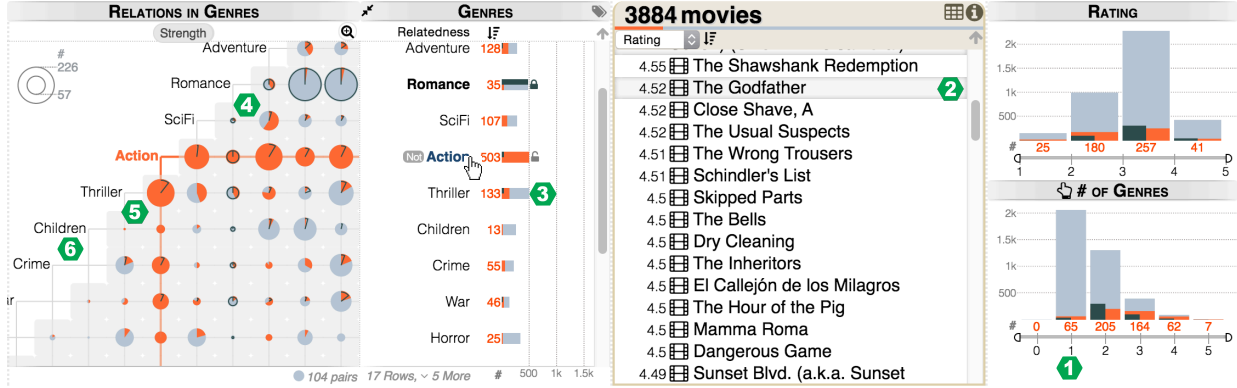 RELATIONS IN GENRES
Strength
#
226
57
Adventure
Romance
4
SciFi
Action
Thriller
5
Children
6
Crime
ar
104 pairs
GENRES
Relatedness
Adventure 128
Romance 35
SciFi 107
Not Action 503
Thriller 133 3
Children 13
Crime 55
War 46
Horror 25
17 Rows, 5 More # 500 1k 1.5k
3884 movies
Rating
4.55 The Shawshank Redemption
4.52 The Godfather 2
4.52 Close Shave, A
4.52 The Usual Suspects
4.51 The Wrong Trousers
4.51 Schindler's List
4.5 Skipped Parts
4.5 The Bells
4.5 Dry Cleaning
4.5 The Inheritors
4.5 El Callejón de los Milagros
4.5 The Hour of the Pig
4.5 Mamma Roma
4.5 Dangerous Game
4.49 Sunset Blvd. (a.k.a. Sunset
RATING
2k
1.5k
1k
500
# 25 180 257 41
1 2 3 4 5
# OF GENRES
2k
1.5k
1k
500
# 0 65 205 164 62 7
0 1 2 3 4 5
1